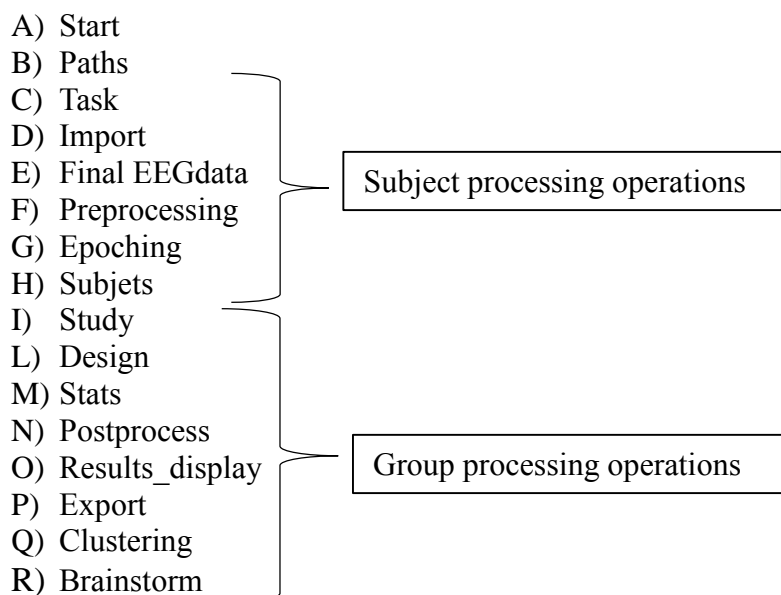 A) Start
B) Paths
C) Task
D) Import
E) Final EEGdata
F) Preprocessing
G) Epoching
H) Subjets
I) Study
L) Design
M) Stats
N) Postprocess
O) Results_display
P) Export
Q) Clustering
R) Brainstorm
Subject processing operations
Group processing operations